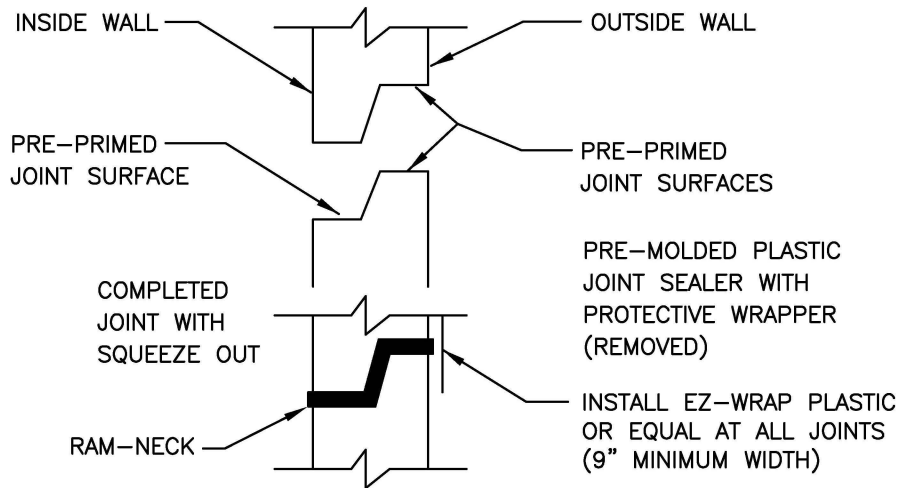 INSIDE WALL
OUTSIDE WALL
PRE-PRIMED
JOINT SURFACE
PRE-PRIMED
JOINT SURFACES
PRE-MOLDED PLASTIC
JOINT SEALER WITH
PROTECTIVE WRAPPER
(REMOVED)
COMPLETED
JOINT WITH
SQUEEZE OUT
INSTALL EZ-WRAP PLASTIC
OR EQUAL AT ALL JOINTS
(9" MINIMUM WIDTH)
RAM-NECK